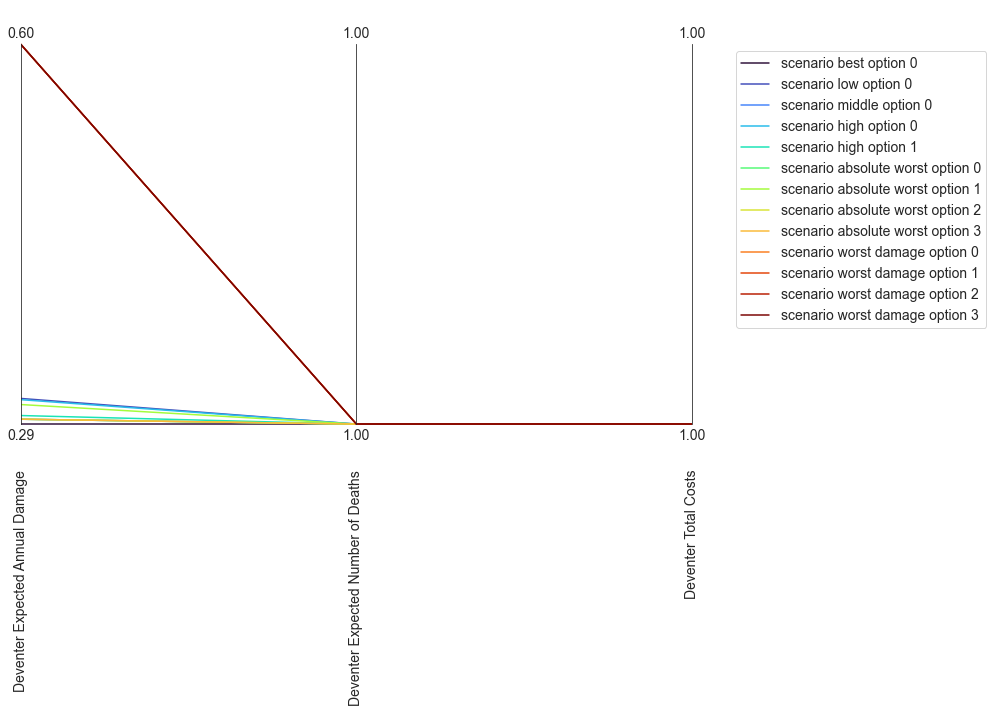 0.60
1.00
1.00
scenario best option 0
scenario low option 0
scenario middle option 0
scenario high option 0
scenario high option 1
scenario absolute worst option 0
scenario absolute worst option 1
scenario absolute worst option 2
scenario absolute worst option 3
scenario worst damage option 0
scenario worst damage option 1
scenario worst damage option 2
scenario worst damage option 3
0.29
1.00
1.00
Deventer Expected Annual Damage
Deventer Expected Number of Deaths
Deventer Total Costs